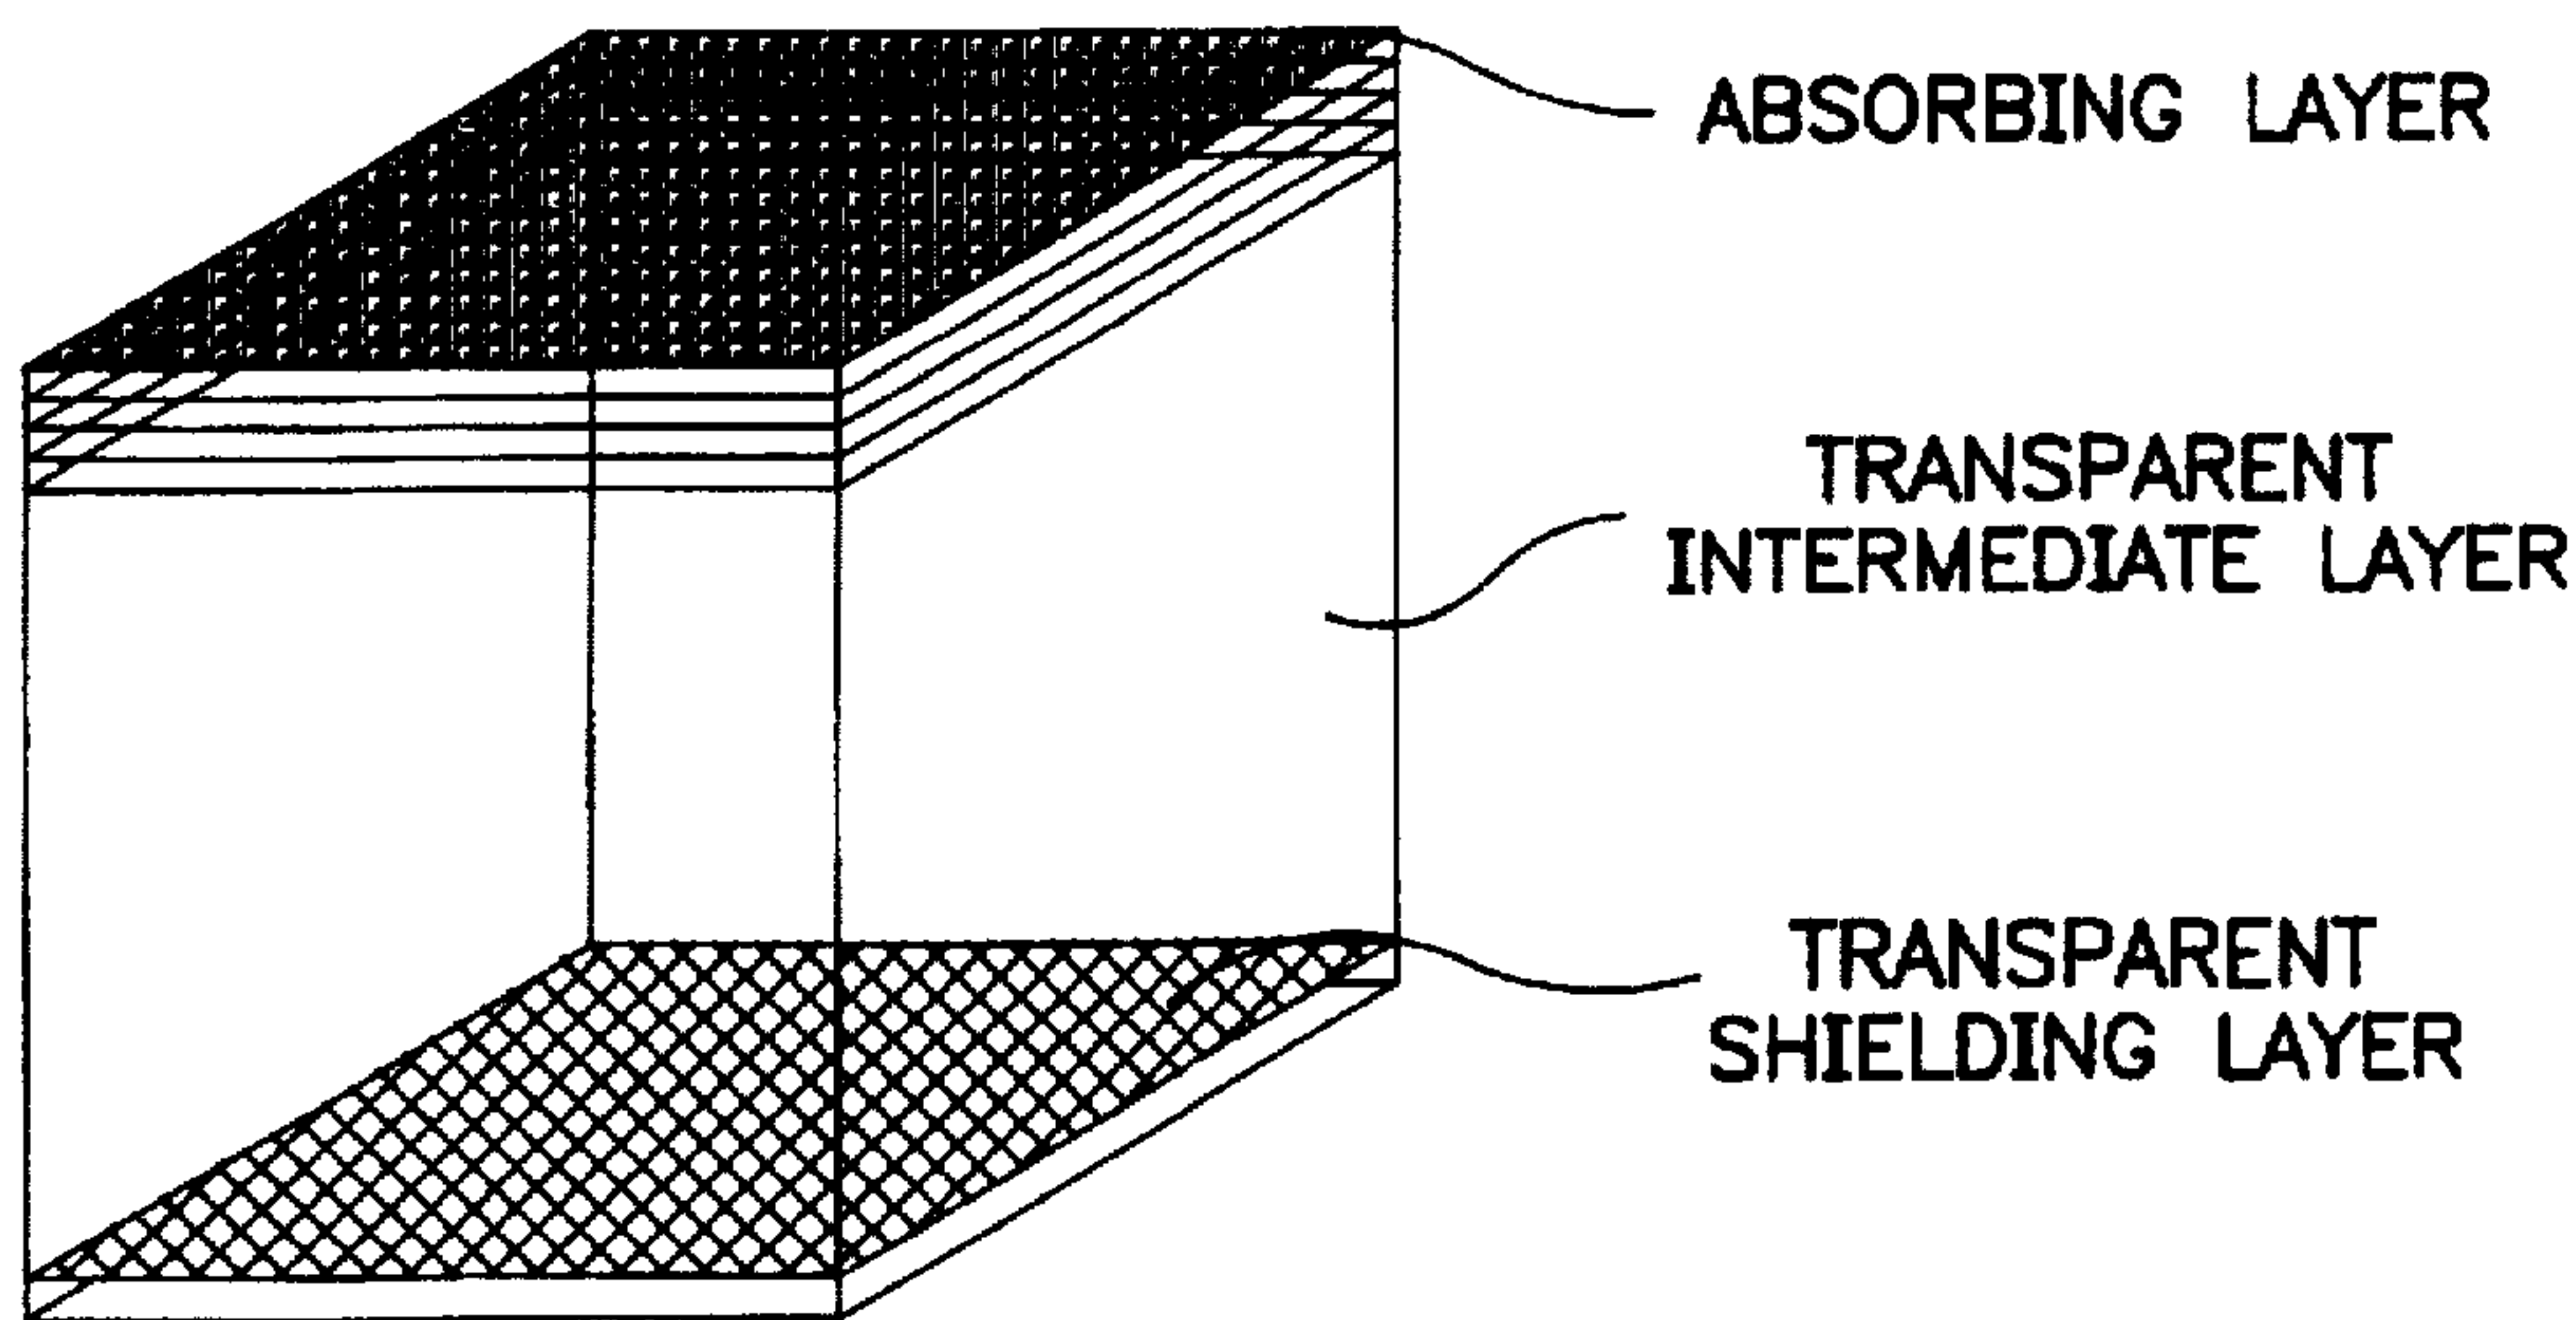 ABSORBING LAYER
TRANSPARENT
INTERMEDIATE LAYER
TRANSPARENT
SHIELDING LAYER